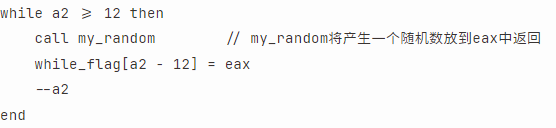 while a2 ⩾ 12 then
    call my_random        // my_random将产生一个随机数放到eax中返回
    while_flag[a2 - 12] = eax
    --a2
end